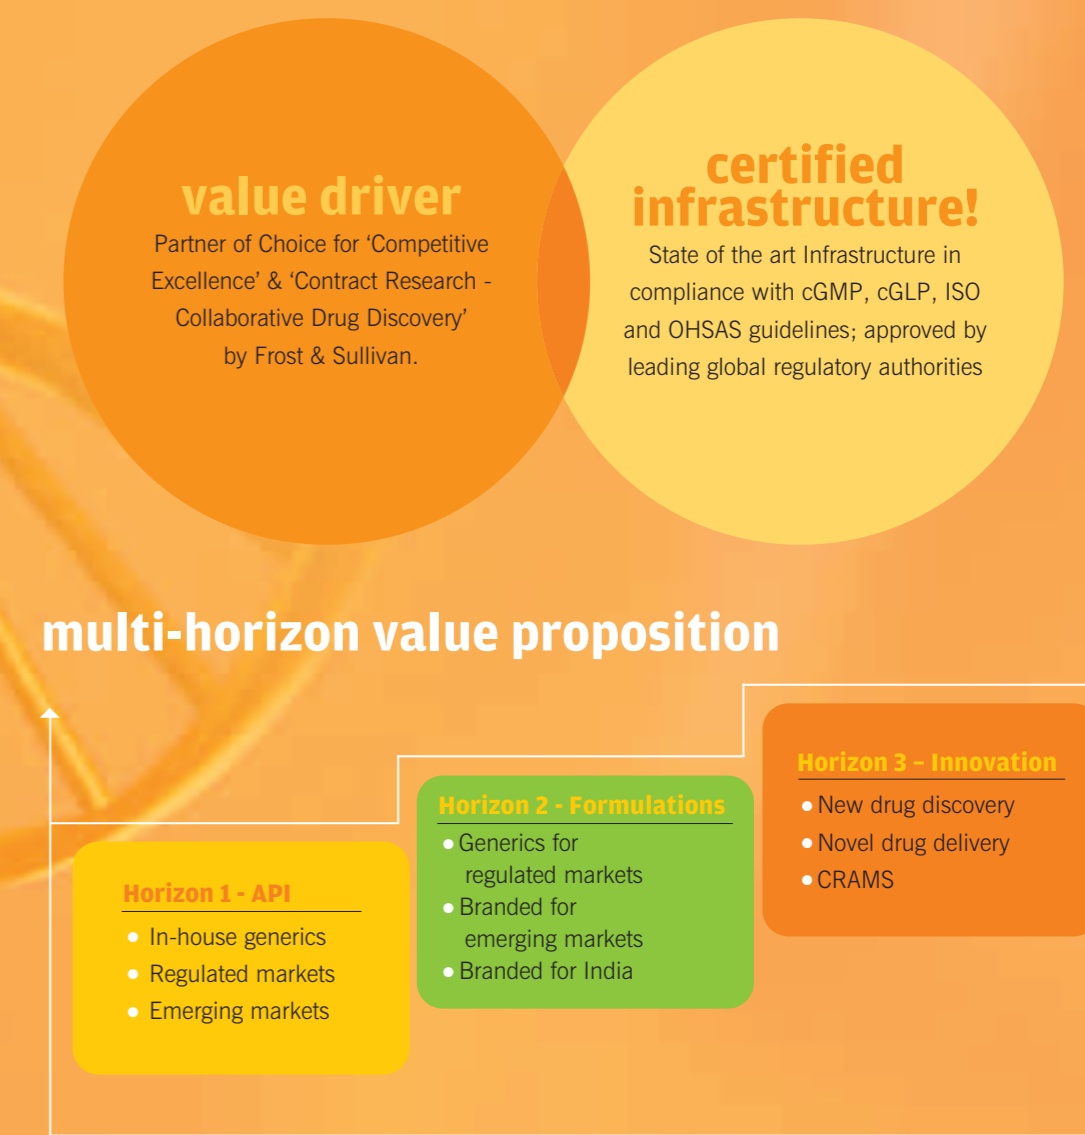 value driver
Partner of Choice for ‘Competitive
Excellence’ & ‘Contract Research -
Collaborative Drug Discovery’
by Frost & Sullivan.
certified
infrastructure!
State of the art Infrastructure in
compliance with cGMP, cGLP, ISO
and OHSAS guidelines; approved by
leading global regulatory authorities
multi-horizon value proposition
Horizon 1 - API
• In-house generics
• Regulated markets
• Emerging markets
Horizon 2 - Formulations
• Generics for
regulated markets
• Branded for
emerging markets
• Branded for India
Horizon 3 – Innovation
• New drug discovery
• Novel drug delivery
• CRAMS